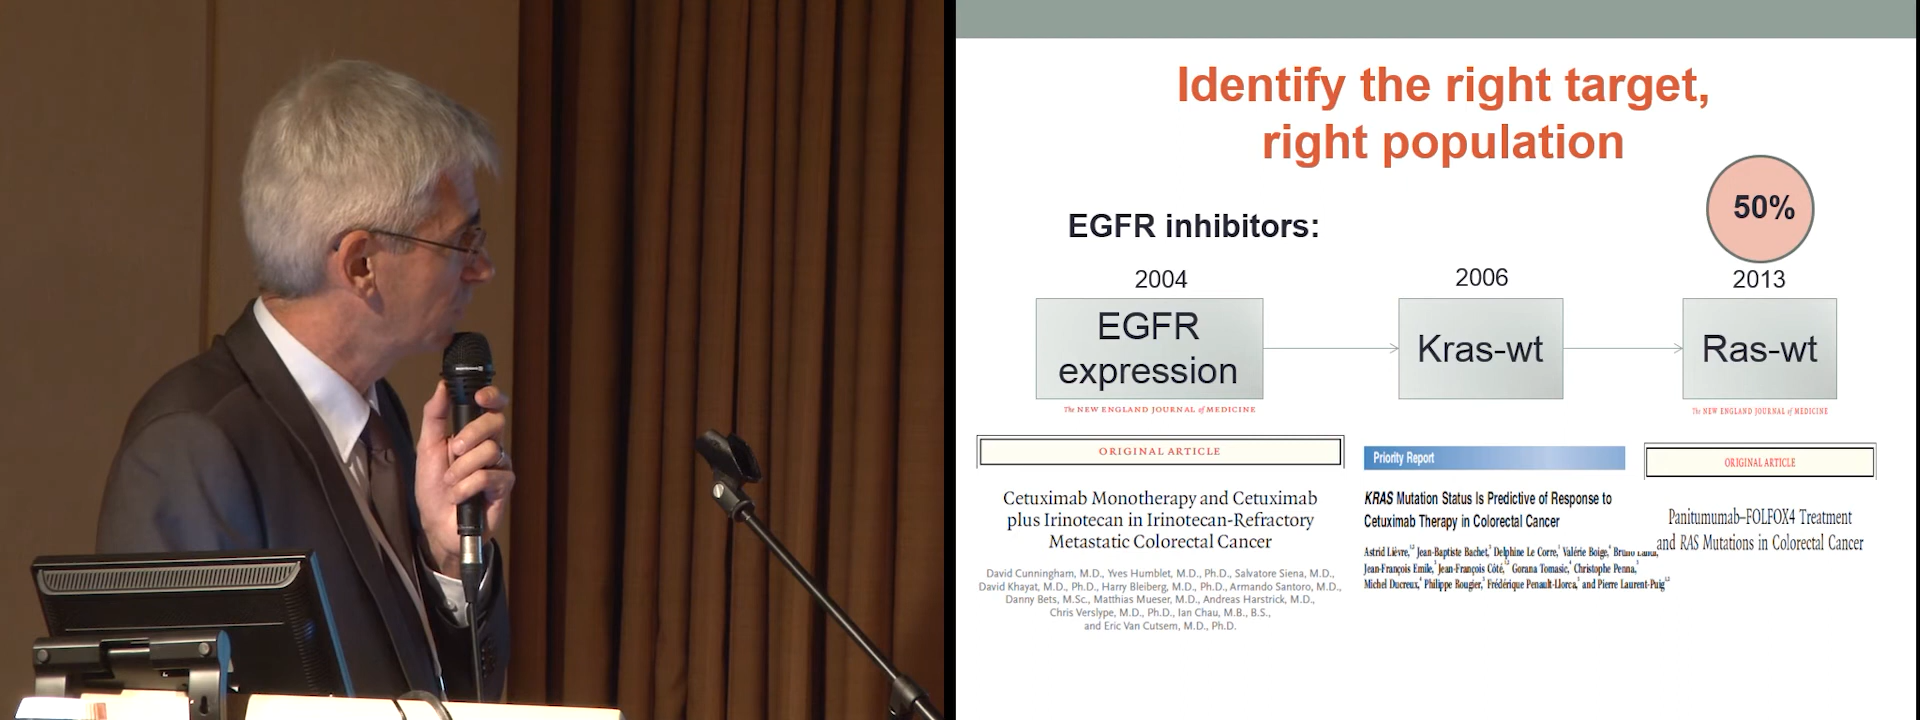 Identify the right target,
right population
50%
EGFR inhibitors:
2004
2006
2013
EGFR
expression
Kras-wt
Ras-wt
The NEW ENGLAND JOURNAL of MEDICINE
The NEW ENGLAND JOURNAL of MEDICINE
ORIGINAL ARTICLE
Cetuximab Monotherapy and Cetuximab
plus Irinotecan in Irinotecan-Refractory
Metastatic Colorectal Cancer
David Cunningham, M.D., Yves Humblet, M.D., Ph.D., Salvatore Siena, M.D.,
David Khayat, M.D., Ph.D., Harry Bleiberg, M.D., Ph.D., Armando Santoro, M.D.,
Danny Bets, M.Sc., Matthias Mueser, M.D., Andreas Harstrick, M.D.,
Chris Verslype, M.D., Ph.D., Ian Chau, M.B., B.S.,
and Eric Van Cutsem, M.D., Ph.D.
Priority Report
KRAS Mutation Status Is Predictive of Response to
Cetuximab Therapy in Colorectal Cancer
Astrid Lièvre, Jean-Baptiste Bachet, Delphine Le Corre, Valérie Boige, Bruno Landi,
Jean-François Emile, Jean-François Côté, Gorana Tomasic, Christophe Penna,
Michel Ducreux, Philippe Rougier, Frédérique Penault-Llorca, and Pierre Laurent-Puig
ORIGINAL ARTICLE
Panitumumab–FOLFOX4 Treatment
and RAS Mutations in Colorectal Cancer